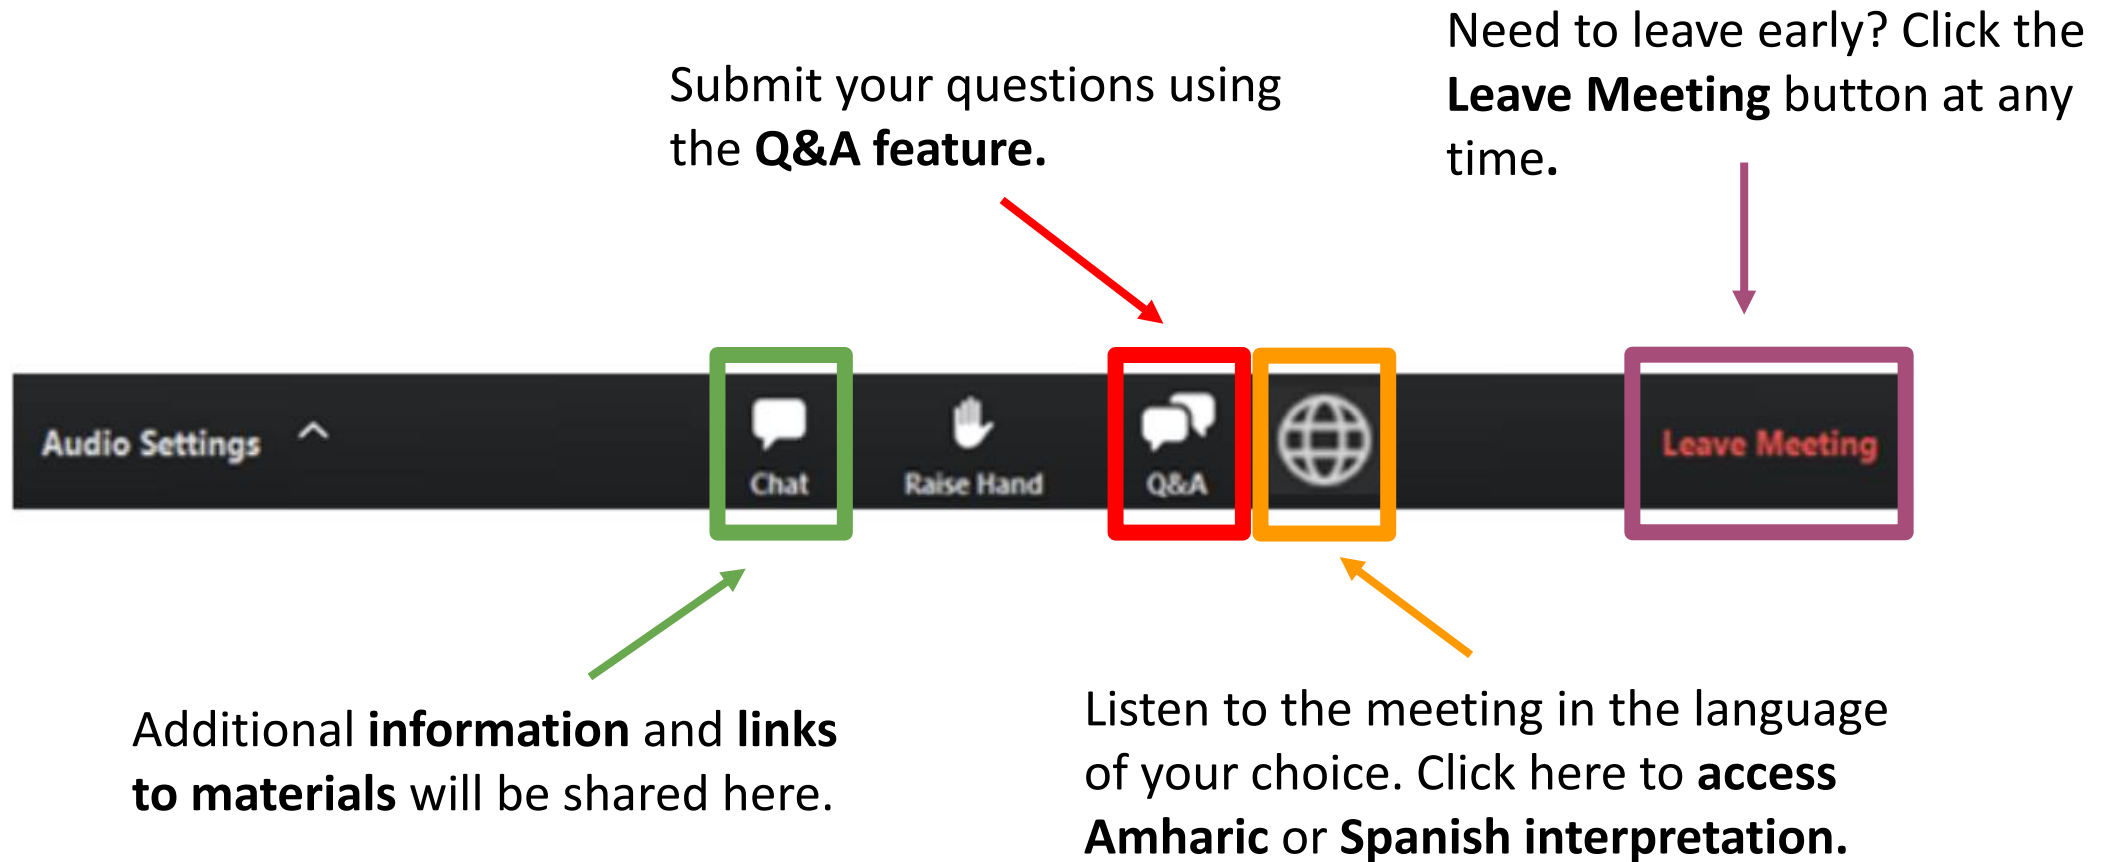 Need to leave early? Click the
Leave Meeting button at any
time.
Submit your questions using
the Q&A feature.
Audio Settings
Chat
Raise Hand
Q&A
Leave Meeting
Additional information and links
to materials will be shared here.
Listen to the meeting in the language
of your choice. Click here to access
Amharic or Spanish interpretation.